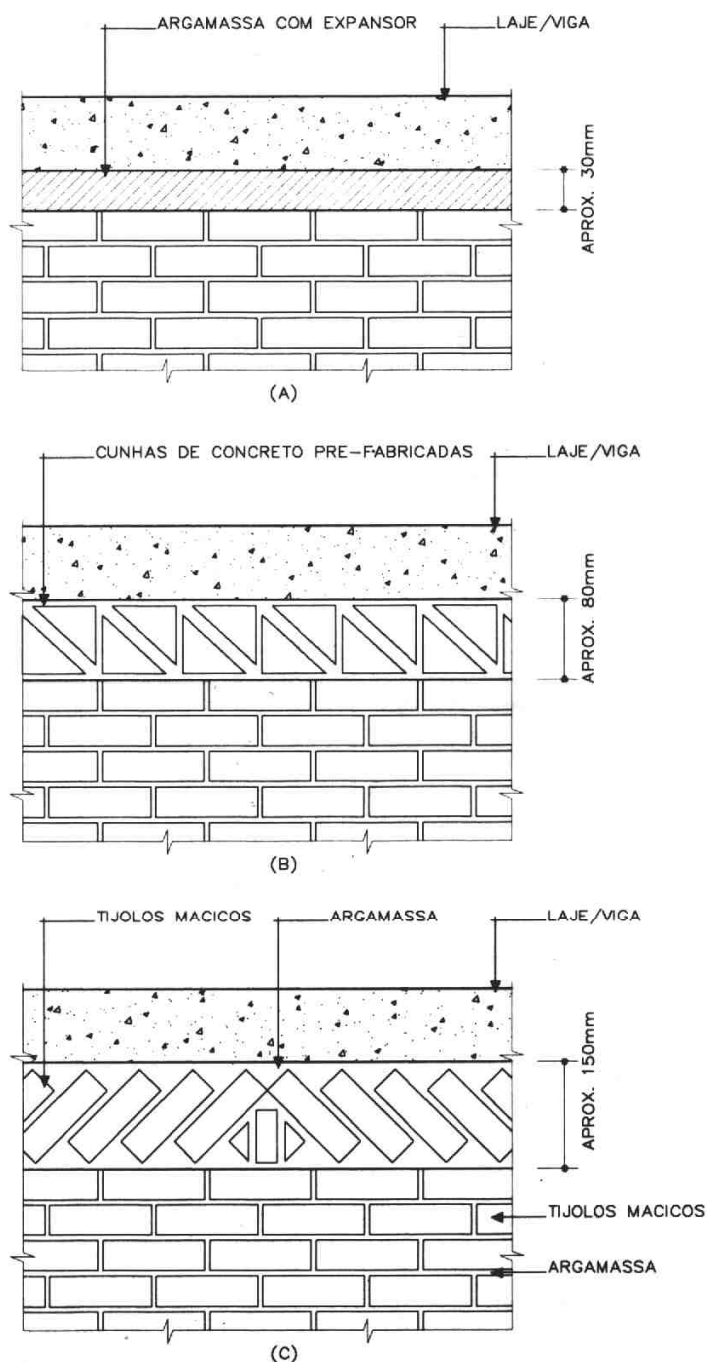 ARGAMASSA COM EXPANSOR
LAJE/VIGA
APROX. 30mm
(A)
CUNHAS DE CONCRETO PRE-FABRICADAS
LAJE/VIGA
APROX. 80mm
(B)
TIJOLOS MACICOS
ARGAMASSA
LAJE/VIGA
APROX. 150mm
TIJOLOS MACICOS
ARGAMASSA
(C)